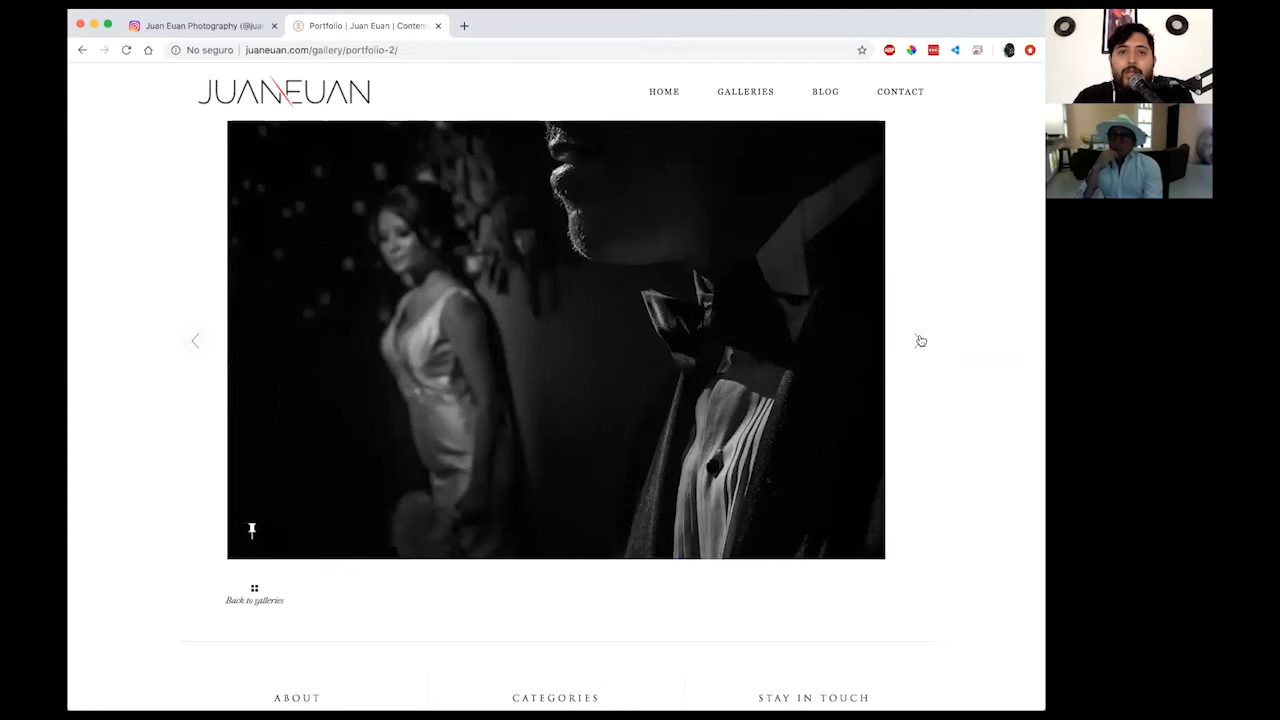 Juan Euan Photography (@jua
Portfolio | Juan Euan | Contem
No seguro
juaneuan.com/gallery/portfolio-2/
ABP
JUANEUAN
HOME
GALLERIES
BLOG
CONTACT
Back to galleries
ABOUT
CATEGORIES
STAY IN TOUCH